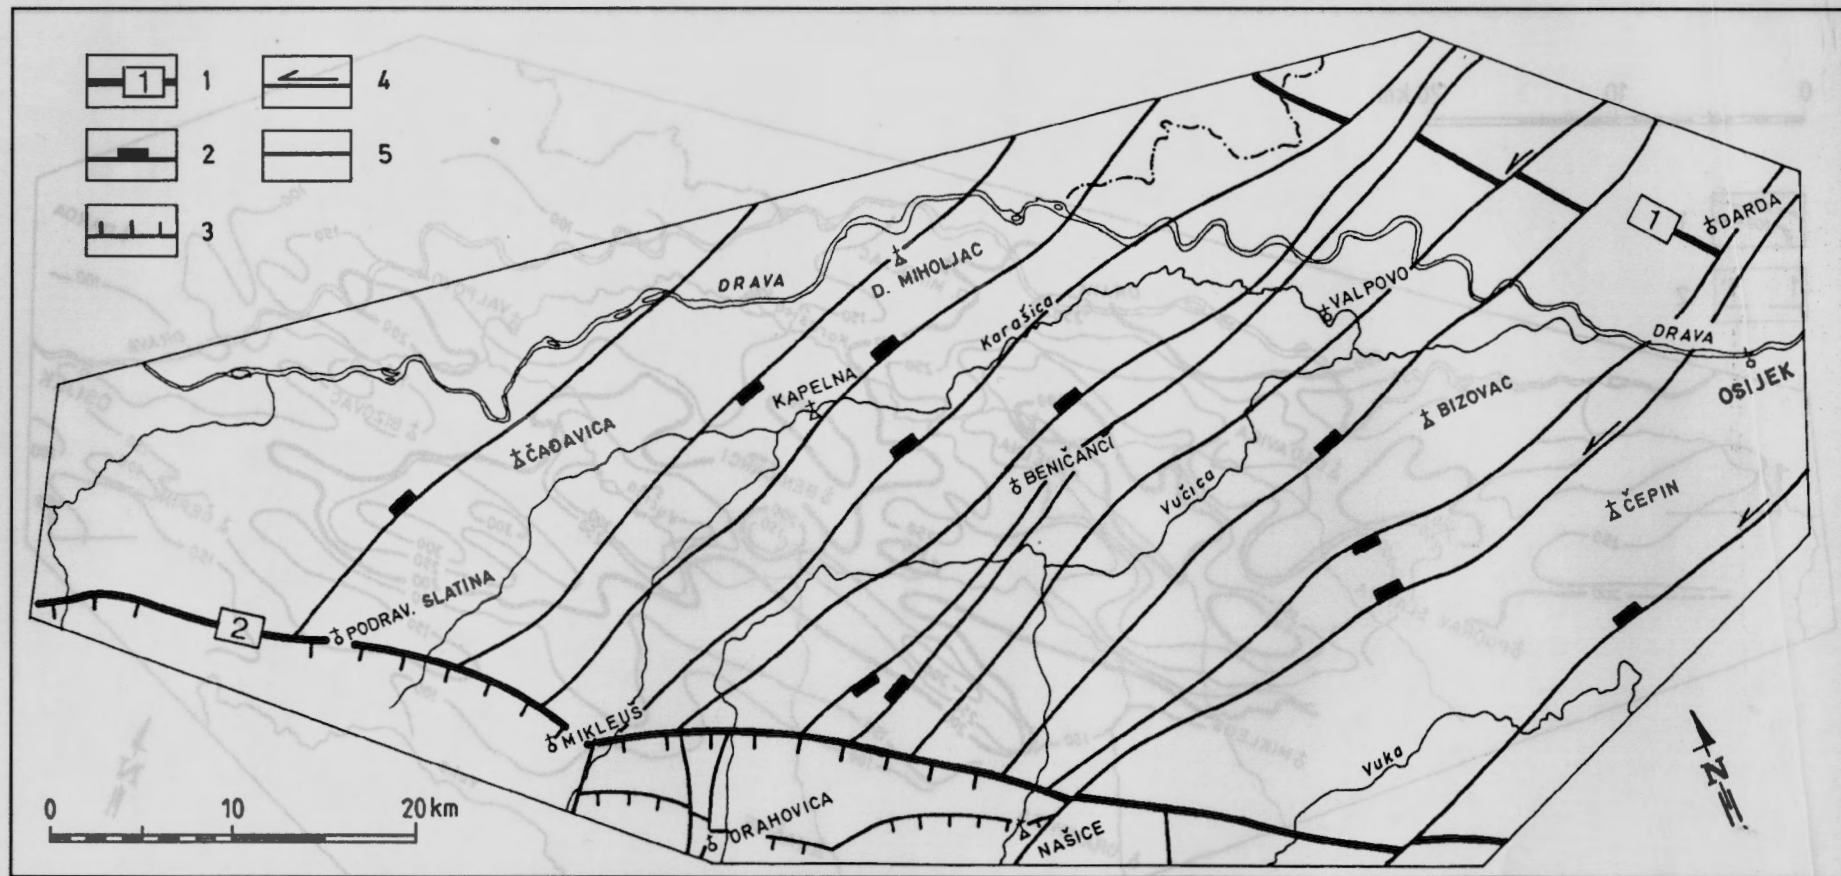 1
1
4
2
5
3
DRAVA
D. MIHOLJAC
Karašica
VALPOVO
1
DARDA
DRAVA
OSIJEK
KAPELNA
ČAĐAVICA
BENIČANCI
Vučica
BIZOVAC
ČEPIN
2
PODRAV. SLATINA
MIKLEUŠ
ORAHOVICA
NAŠICE
Vuka
N
0 10 20 km